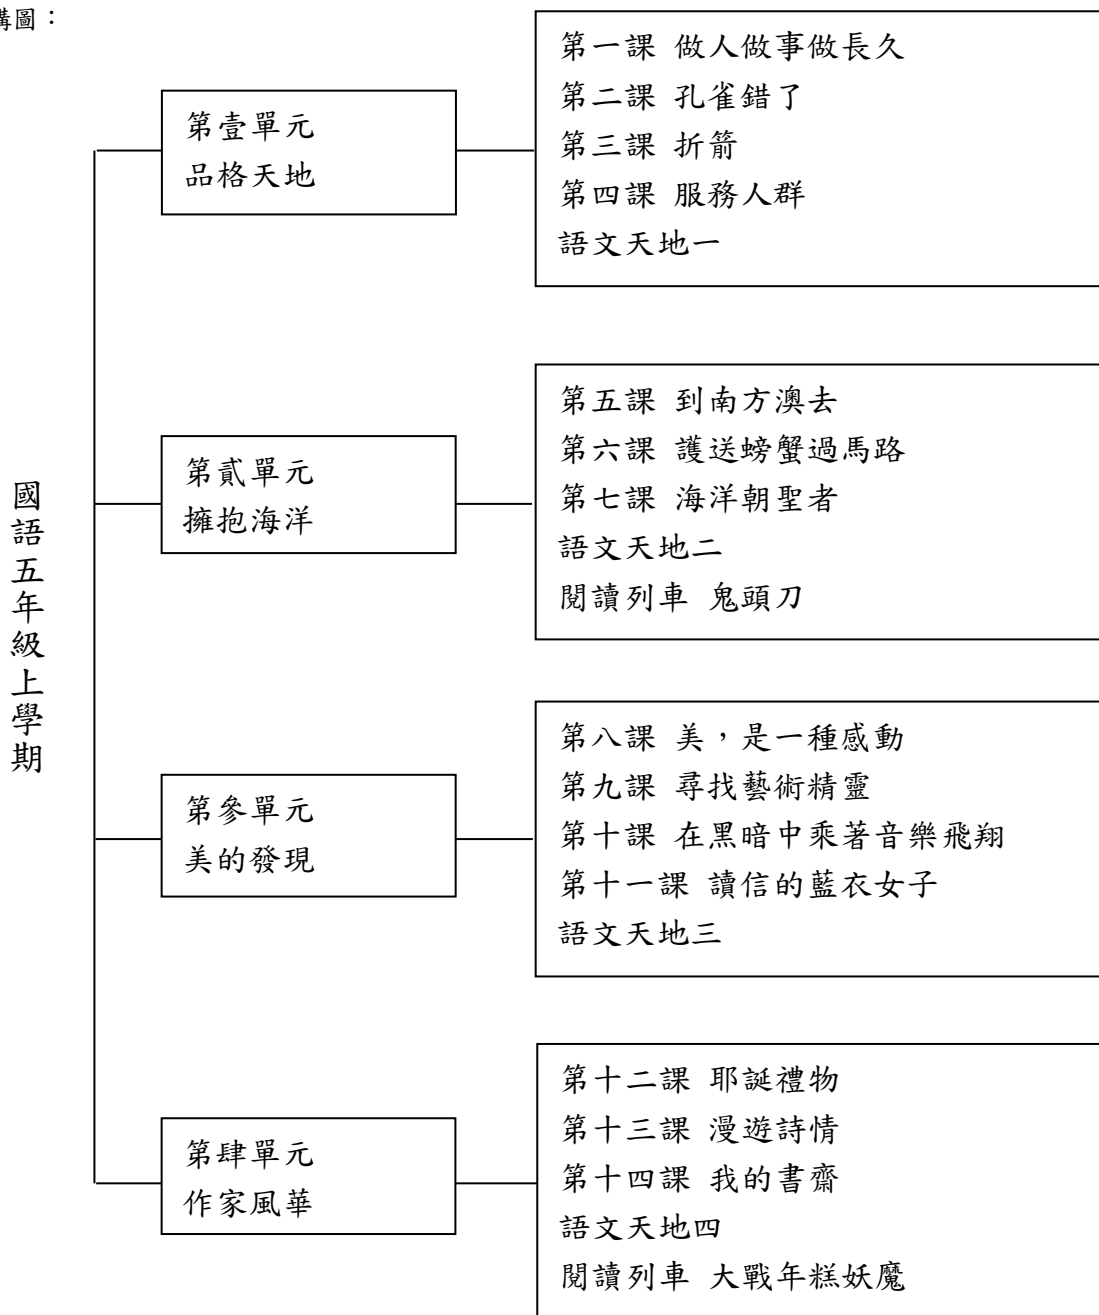 構圖：
國語五年級上學期
第壹單元
品格天地
第一課 做人做事做長久
第二課 孔雀錯了
第三課 折箭
第四課 服務人群
語文天地一
第貳單元
擁抱海洋
第五課 到南方澳去
第六課 護送螃蟹過馬路
第七課 海洋朝聖者
語文天地二
閱讀列車 鬼頭刀
第參單元
美的發現
第八課 美，是一種感動
第九課 尋找藝術精靈
第十課 在黑暗中乘著音樂飛翔
第十一課 讀信的藍衣女子
語文天地三
第肆單元
作家風華
第十二課 耶誕禮物
第十三課 漫遊詩情
第十四課 我的書齋
語文天地四
閱讀列車 大戰年糕妖魔